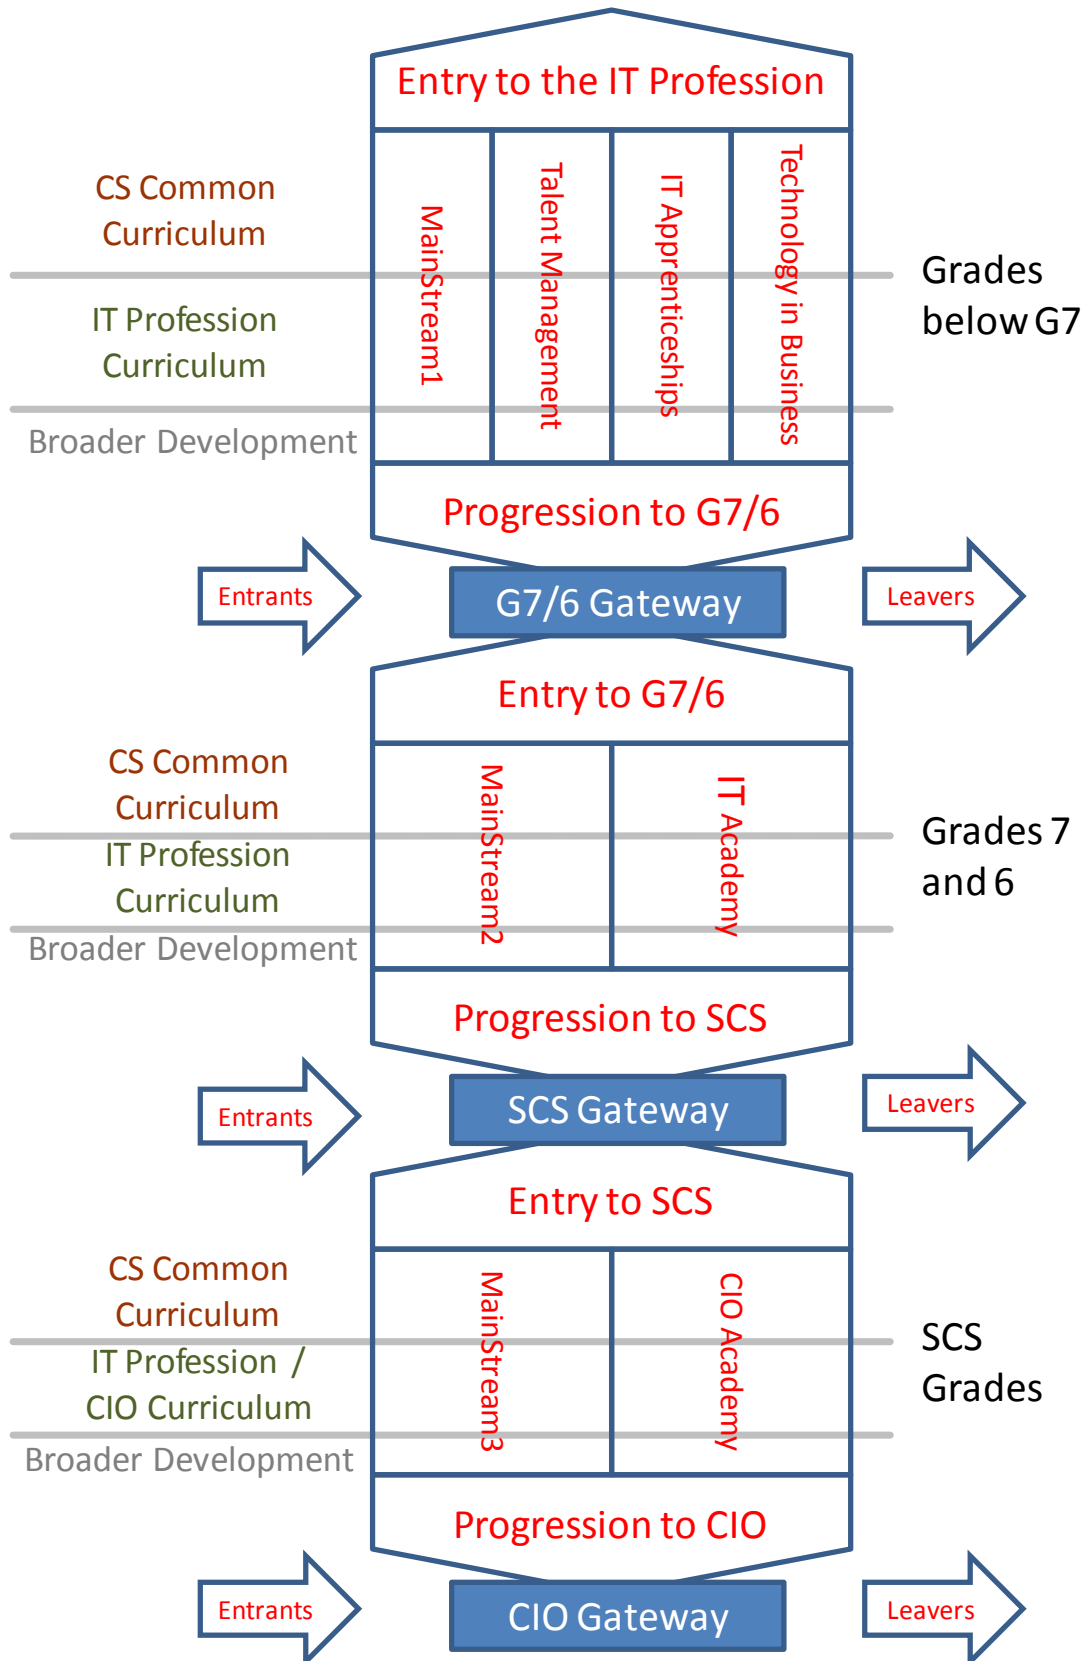 Entry to the IT Profession
CS Common
Curriculum
IT Profession
Curriculum
Broader Development
MainStream1
Talent Management
IT Apprenticeships
Technology in Business
Grades
below G7
Progression to G7/6
Entrants
G7/6 Gateway
Leavers
Entry to G7/6
CS Common
Curriculum
IT Profession
Curriculum
Broader Development
MainStream2
IT Academy
Grades 7
and 6
Progression to SCS
Entrants
SCS Gateway
Leavers
Entry to SCS
CS Common
Curriculum
IT Profession /
CIO Curriculum
Broader Development
MainStream3
CIO Academy
SCS
Grades
Progression to CIO
Entrants
CIO Gateway
Leavers